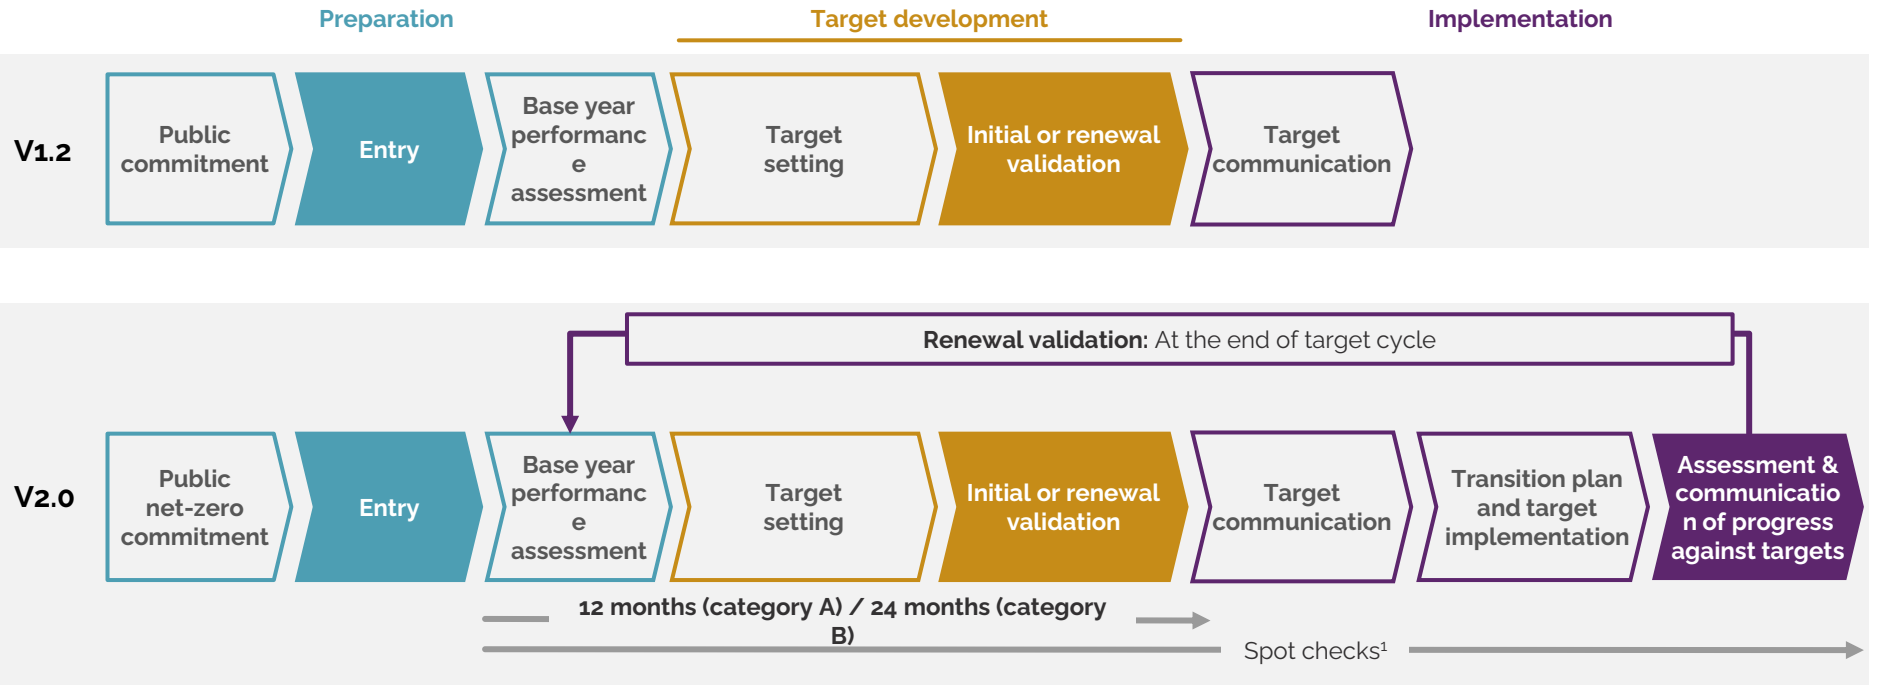 Preparation
Target development
Implementation
V1.2
Public
commitment
Entry
Base year
performanc
e
assessment
Target
setting
Initial or renewal
validation
Target
communication
Renewal validation: At the end of target cycle
V2.0
Public
net-zero
commitment
Entry
Base year
performanc
e
assessment
Target
setting
Initial or renewal
validation
Target
communication
Transition plan
and target
implementation
Assessment &
communicatio
n of progress
against targets
12 months (category A) / 24 months (category
B)
Spot checks¹